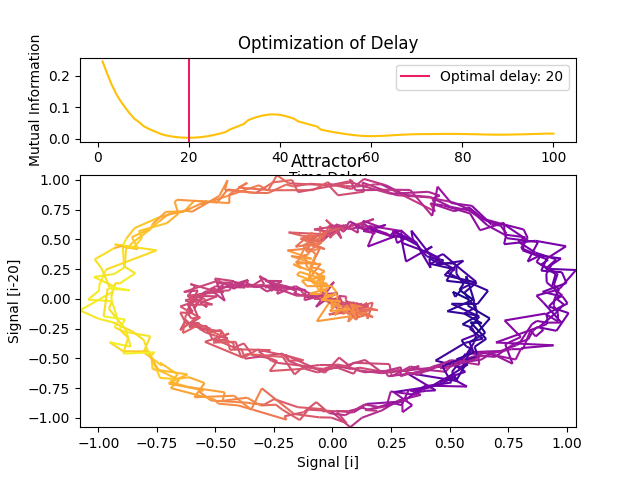 Optimization of Delay
Mutual Information
0.2
0.1
0.0
Optimal delay: 20
0 20 40 60 80 100
Attractor
Signal [i-20]
1.00
0.75
0.50
0.25
0.00
−0.25
−0.50
−0.75
−1.00
−1.00 −0.75 −0.50 −0.25 0.00 0.25 0.50 0.75 1.00
Signal [i]